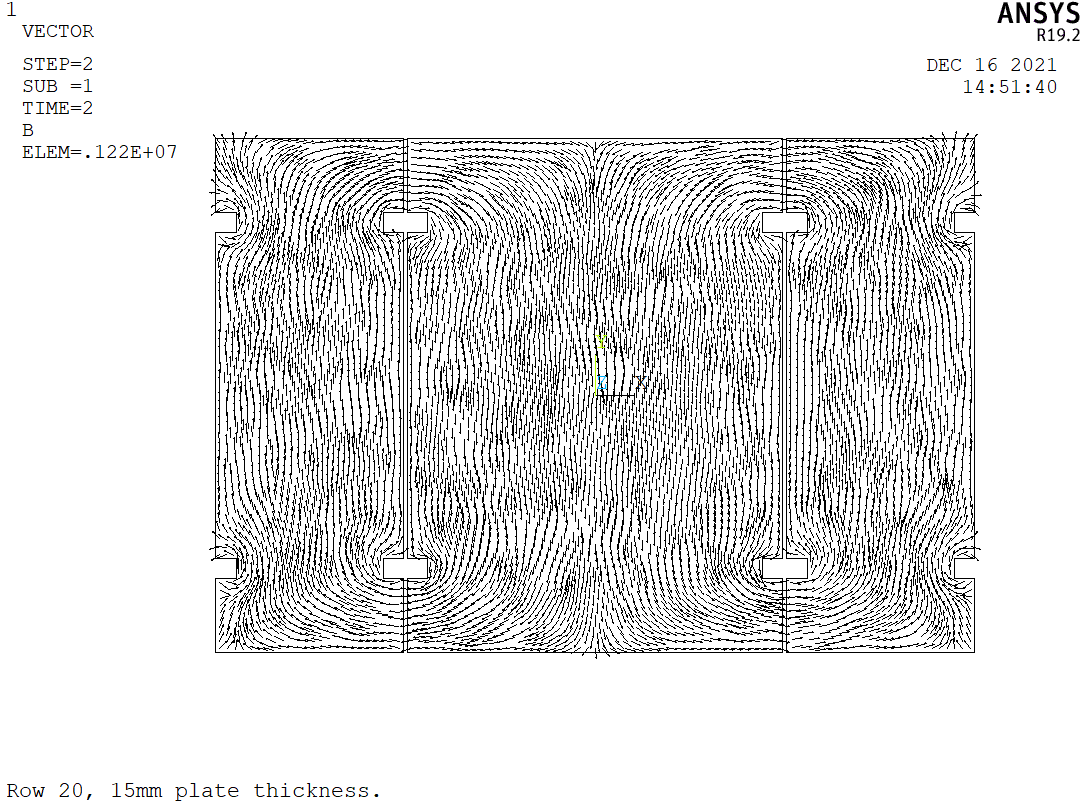 1
VECTOR
STEP=2
SUB =1
TIME=2
B
ELEM=.122E+07
ANSYS
R19.2
DEC 16 2021
14:51:40
Y
Z X
Row 20, 15mm plate thickness.